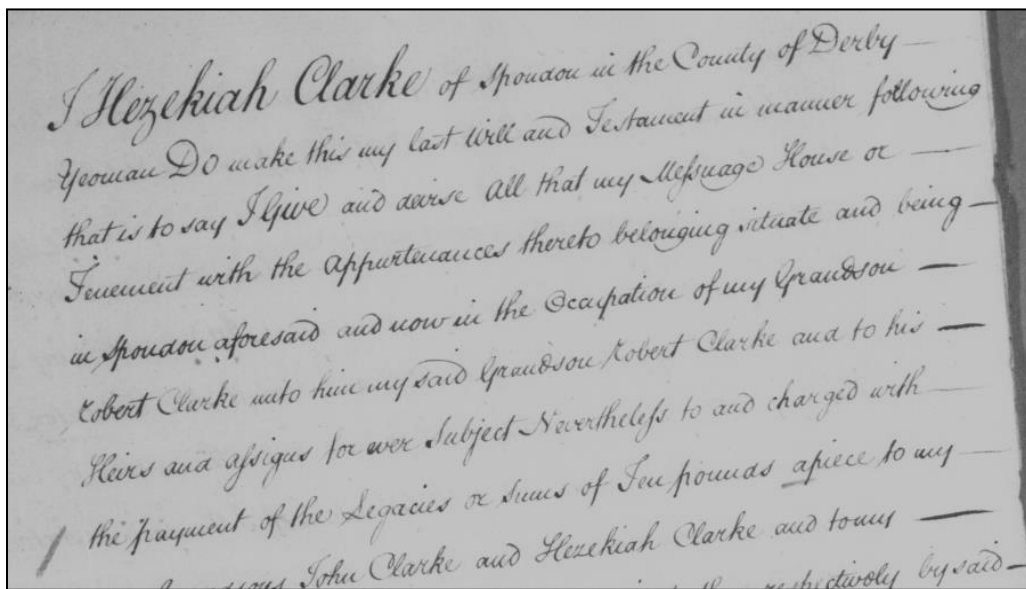 I Hezekiah Clarke of Spondon in the County of Derby —
Yeoman DO make this my last Will and Testament in manner following
that is to say I Give and devise All that my Messuage House or —
Tenement with the Appurtenances thereto belonging situate and being —
in Spondon aforesaid and now in the Occupation of my Grandson —
Robert Clarke unto him my said Grandson Robert Clarke and to his —
Heirs and assigns for ever Subject Nevertheless to and charged with —
the payment of the Legacies or Sums of Ten pounds apiece to my —
John Clarke and Hezekiah Clarke and to my —
respectively by said —